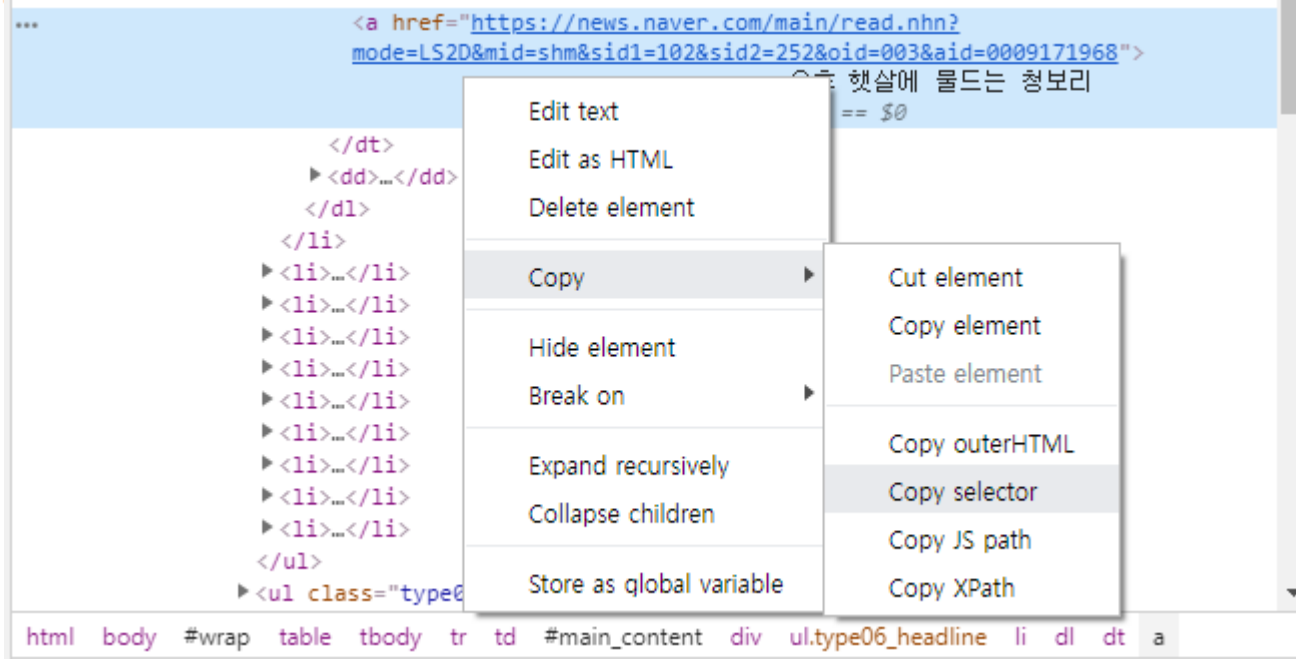 <a href="https://news.naver.com/main/read.nhn?
mode=LS2D&mid=shm&sid1=102&sid2=252&oid=003&aid=0009171968">
햇살에 물드는 청보리
== $0
</dt>
▶<dd>…</dd>
</dl>
</li>
▶<li>…</li>
▶<li>…</li>
▶<li>…</li>
▶<li>…</li>
▶<li>…</li>
▶<li>…</li>
▶<li>…</li>
▶<li>…</li>
▶<li>…</li>
</ul>
▶<ul class="type
Edit text
Edit as HTML
Delete element
Copy
Hide element
Break on
Expand recursively
Collapse children
Store as global variable
Cut element
Copy element
Paste element
Copy outerHTML
Copy selector
Copy JS path
Copy XPath
html body #wrap table tbody tr td #main_content div ul.type06_headline li dl dt a